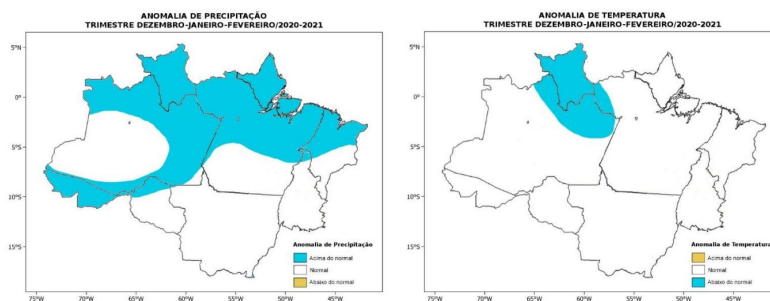 ANOMALIA DE PRECIPITAÇÃO
TRIMESTRE DEZEMBRO-JANEIRO-FEVEREIRO/2020-2021
5°N
0°
5°S
10°S
15°S
75°W
70°W
65°W
60°W
55°W
50°W
45°W
Anomalia de Precipitação
Acima do normal
Normal
Abaixo do normal
ANOMALIA DE TEMPERATURA
TRIMESTRE DEZEMBRO-JANEIRO-FEVEREIRO/2020-2021
5°N
0°
5°S
10°S
15°S
75°W
70°W
65°W
60°W
55°W
50°W
45°W
Anomalia de Temperatura
Acima do normal
Normal
Abaixo do normal